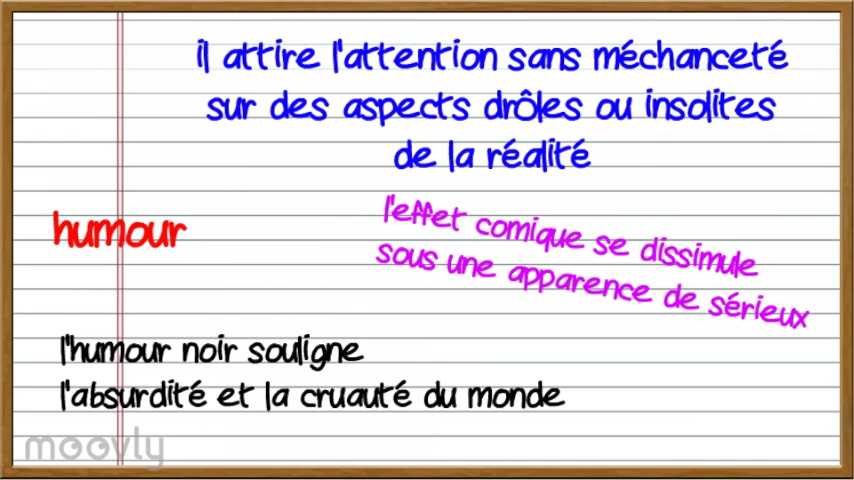 il attire l'attention sans méchanceté
sur des aspects drôles ou insolites
de la réalité
humour
l'effet comique se dissimule
sous une apparence de sérieux
l'humour noir souligne
l'absurdité et la cruauté du monde
moovly